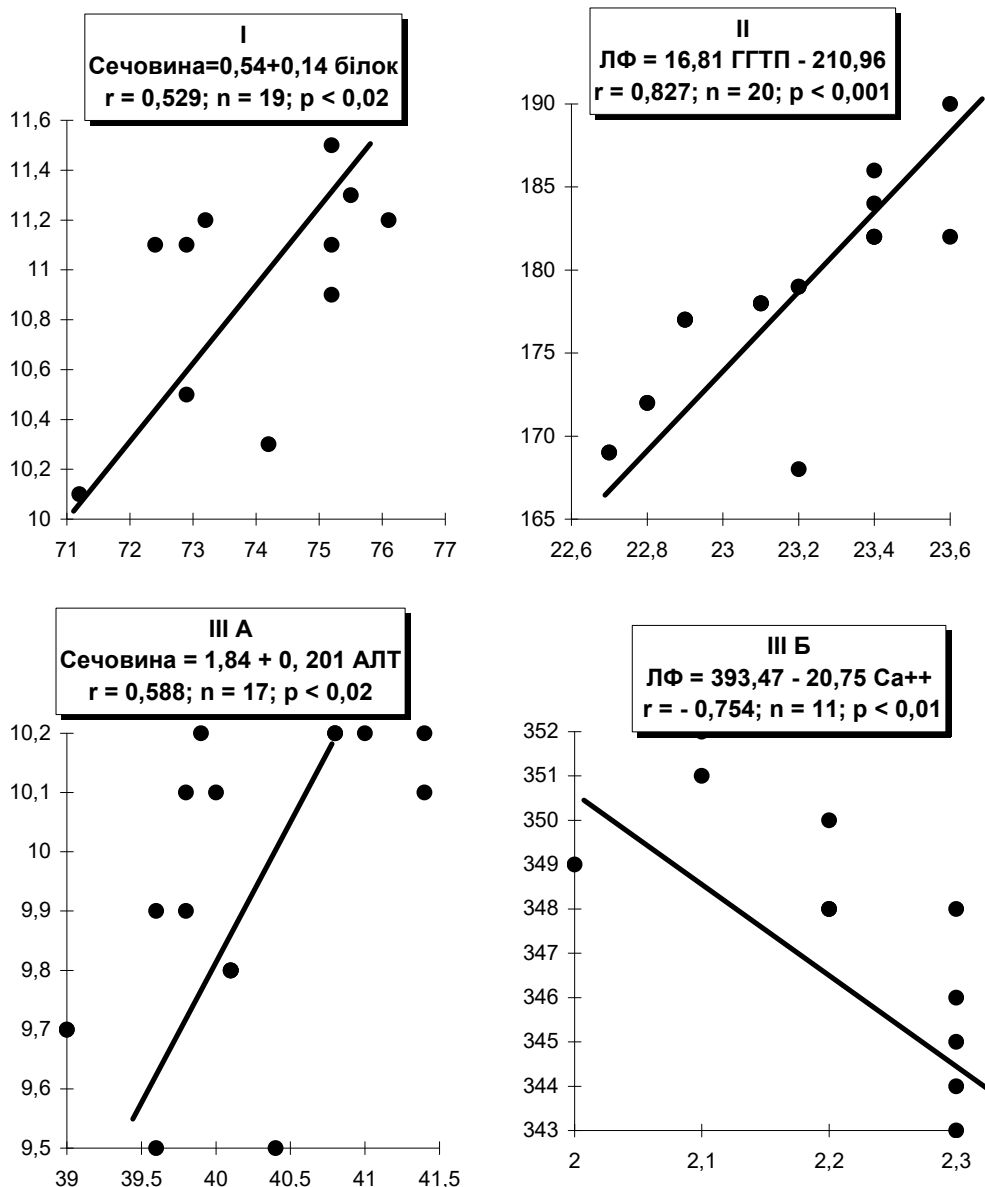 I
Сечовина=0,54+0,14 білок
r = 0,529; n = 19; p < 0,02
11,6
11,4
11,2
11
10,8
10,6
10,4
10,2
10
71 72 73 74 75 76 77
II
ЛФ = 16,81 ГГТП - 210,96
r = 0,827; n = 20; p < 0,001
190
185
180
175
170
165
22,6 22,8 23 23,2 23,4 23,6
III А
Сечовина = 1,84 + 0, 201 АЛТ
r = 0,588; n = 17; p < 0,02
10,2
10,1
10
9,9
9,8
9,7
9,6
9,5
39 39,5 40 40,5 41 41,5
III Б
ЛФ = 393,47 - 20,75 Ca++
r = - 0,754; n = 11; p < 0,01
352
351
350
349
348
347
346
345
344
343
2 2,1 2,2 2,3